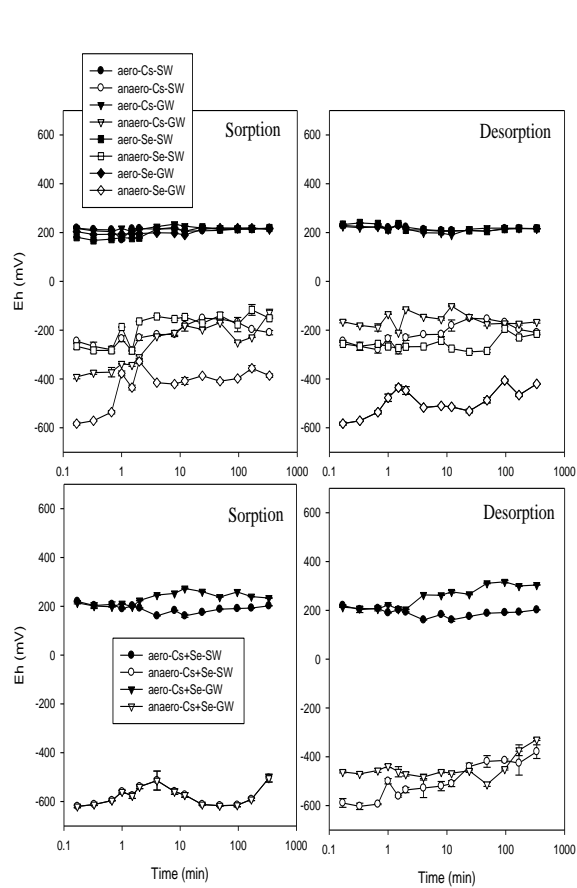 aero-Cs-SW
anaero-Cs-SW
aero-Cs-GW
anaero-Cs-GW
aero-Se-SW
anaero-Se-SW
aero-Se-GW
anaero-Se-GW
Sorption
Desorption
Eh (mV)
600
400
200
0
-200
-400
-600
600
400
200
0
-200
-400
-600
0.1 1 10 100 1000
0.1 1 10 100 1000
Sorption
Desorption
Eh (mV)
600
400
200
0
-200
-400
-600
600
400
200
0
-200
-400
-600
aero-Cs+Se-SW
anaero-Cs+Se-SW
aero-Cs+Se-GW
anaero-Cs+Se-GW
0.1 1 10 100 1000
0.1 1 10 100 1000
Time (min)
Time (min)